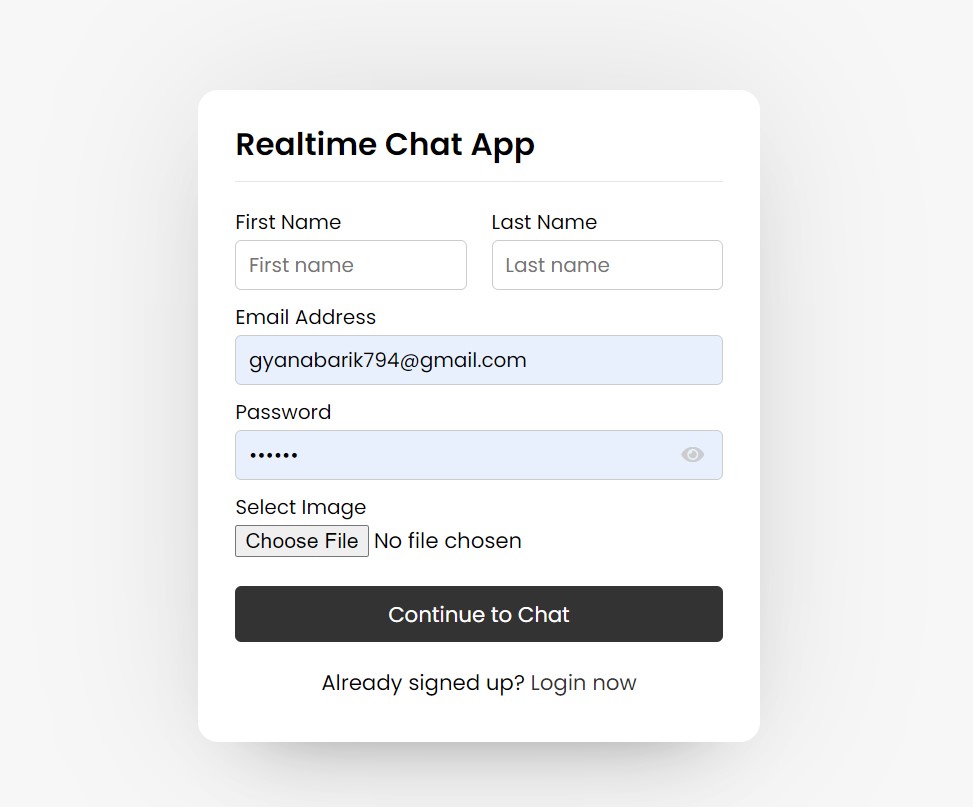 Realtime Chat App
First Name Last Name
First name Last name
Email Address
gyanabarik794@gmail.com
Password
••••••
Select Image
Choose File No file chosen
Continue to Chat
Already signed up? Login now